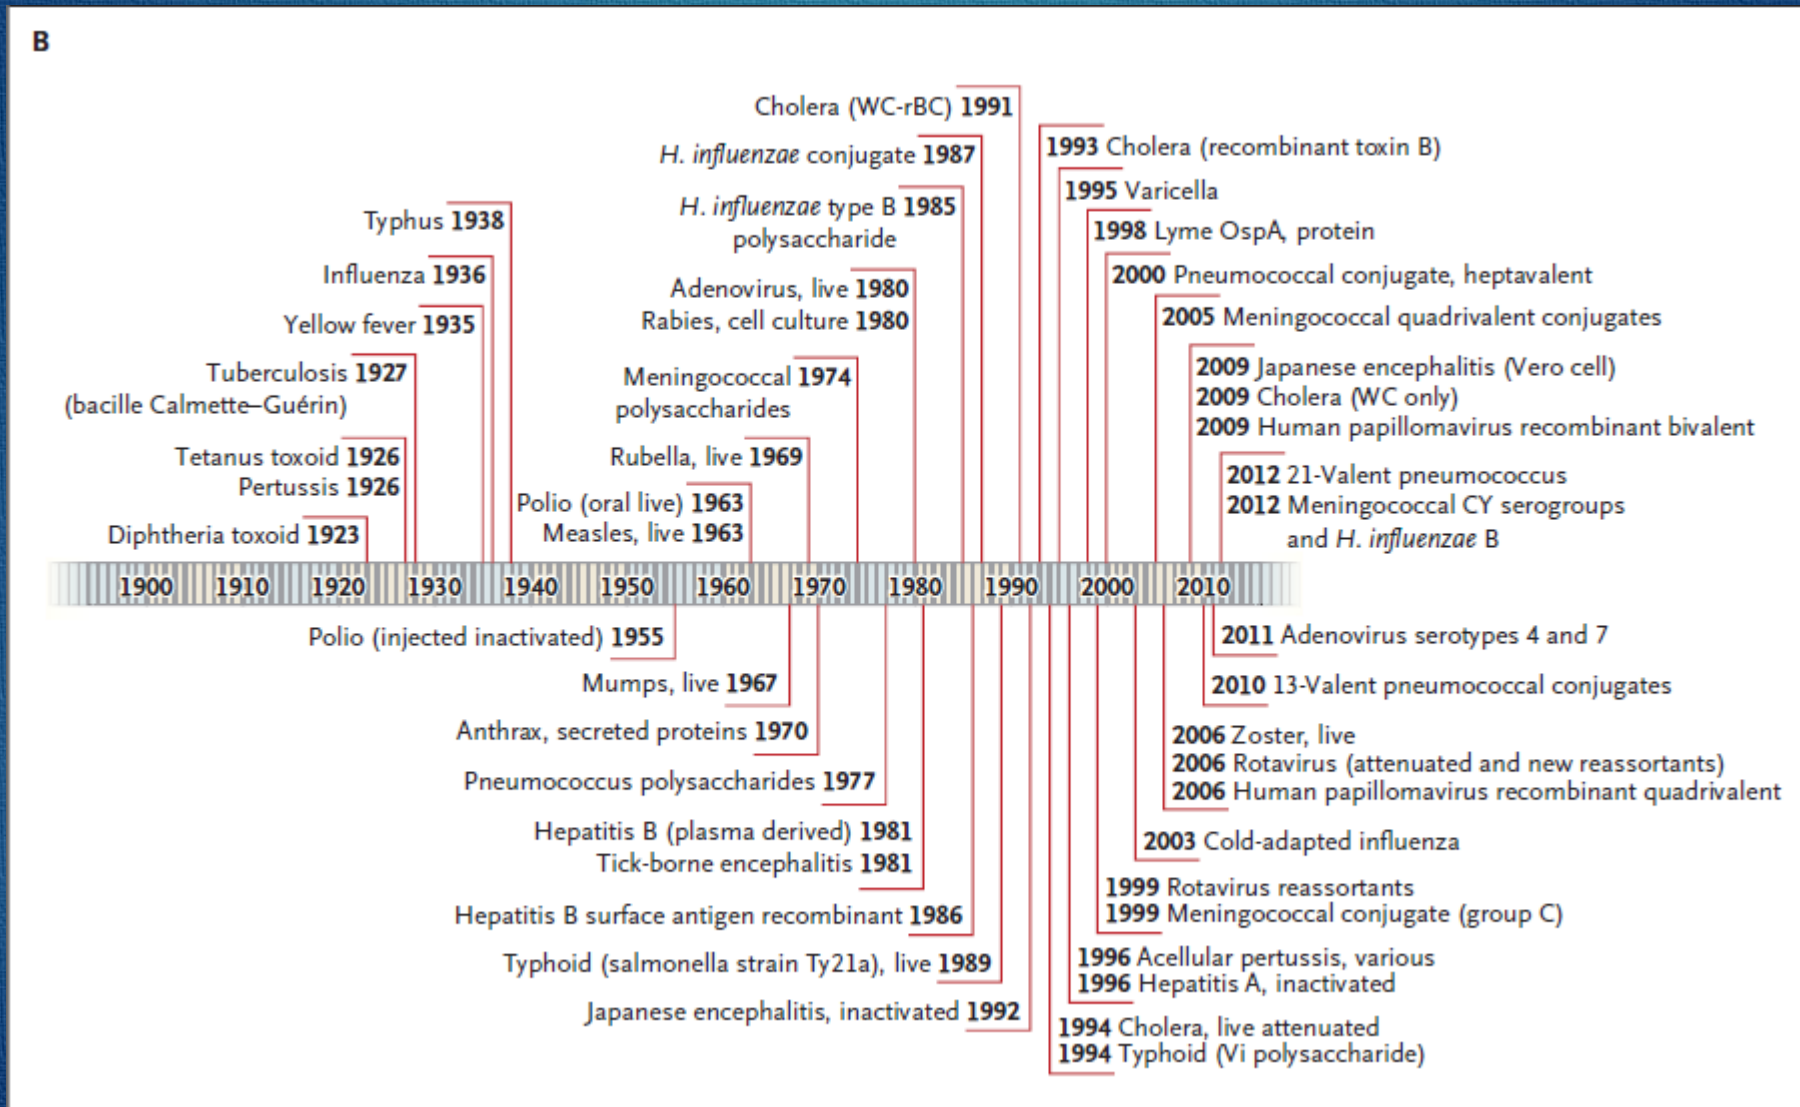 B
Cholera (WC-rBC) 1991
H. influenzae conjugate 1987
H. influenzae type B 1985
polysaccharide
Typhus 1938
Influenza 1936
Yellow fever 1935
Tuberculosis 1927
(bacille Calmette–Guérin)
Tetanus toxoid 1926
Pertussis 1926
Diphtheria toxoid 1923
Adenovirus, live 1980
Rabies, cell culture 1980
Meningococcal 1974
polysaccharides
Rubella, live 1969
Polio (oral live) 1963
Measles, live 1963
1993 Cholera (recombinant toxin B)
1995 Varicella
1998 Lyme OspA, protein
2000 Pneumococcal conjugate, heptavalent
2005 Meningococcal quadrivalent conjugates
2009 Japanese encephalitis (Vero cell)
2009 Cholera (WC only)
2009 Human papillomavirus recombinant bivalent
2012 21-Valent pneumococcus
2012 Meningococcal CY serogroups
and H. influenzae B
1900 1910 1920 1930 1940 1950 1960 1970 1980 1990 2000 2010
Polio (injected inactivated) 1955
Mumps, live 1967
Anthrax, secreted proteins 1970
Pneumococcus polysaccharides 1977
Hepatitis B (plasma derived) 1981
Tick-borne encephalitis 1981
Hepatitis B surface antigen recombinant 1986
Typhoid (salmonella strain Ty21a), live 1989
Japanese encephalitis, inactivated 1992
2011 Adenovirus serotypes 4 and 7
2010 13-Valent pneumococcal conjugates
2006 Zoster, live
2006 Rotavirus (attenuated and new reassortants)
2006 Human papillomavirus recombinant quadrivalent
2003 Cold-adapted influenza
1999 Rotavirus reassortants
1999 Meningococcal conjugate (group C)
1996 Acellular pertussis, various
1996 Hepatitis A, inactivated
1994 Cholera, live attenuated
1994 Typhoid (Vi polysaccharide)